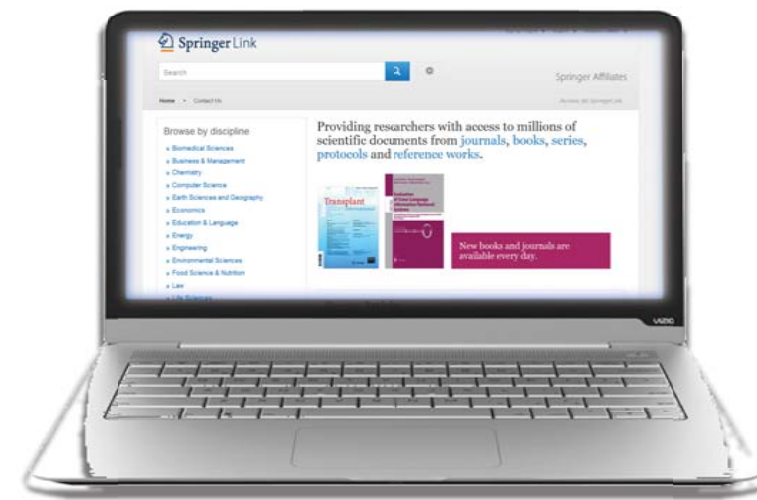 Springer Link
Search
Springer Affiliates
Home • Contact Us
Browse by discipline
Biomedical Sciences
Business & Management
Chemistry
Computer Science
Earth Sciences and Geography
Economics
Education & Language
Energy
Engineering
Environmental Sciences
Food Science & Nutrition
Law
Life Sciences
Providing researchers with access to millions of
scientific documents from journals, books, series,
protocols and reference works.
Transplant
New books and journals are
available every day.
VIZIO